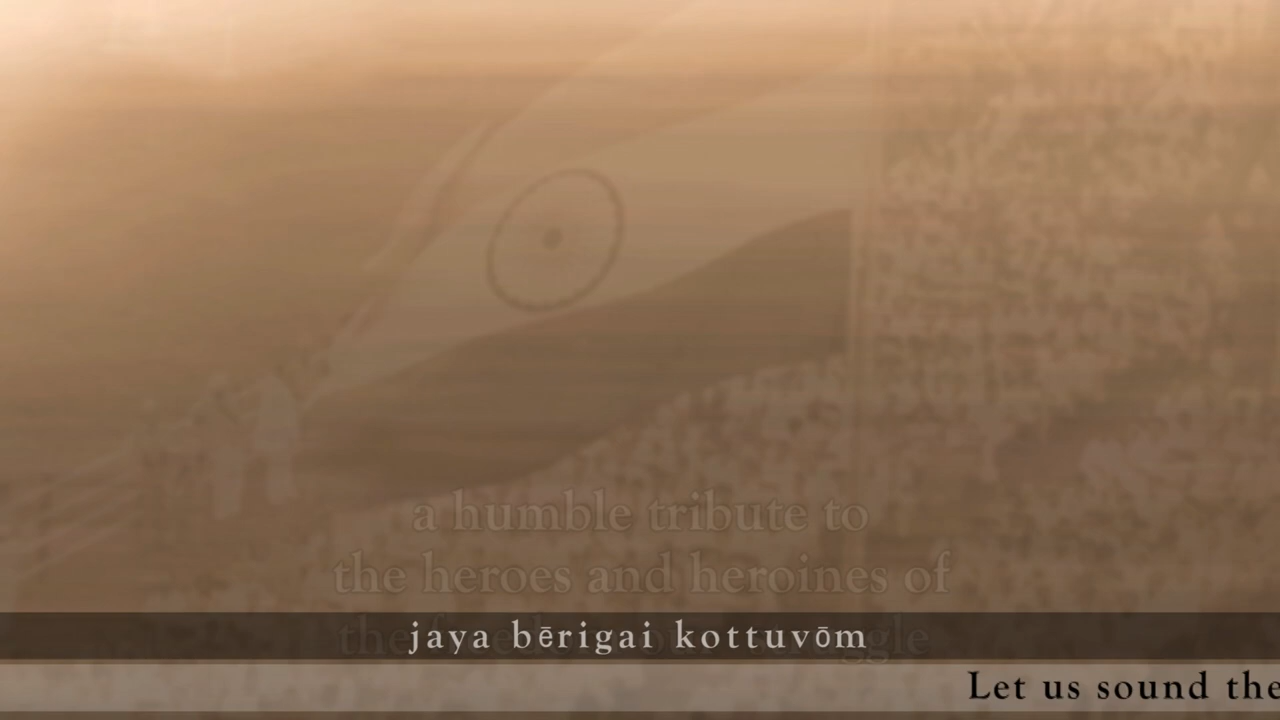 a humble tribute to
the heroes and heroines of
jaya bērigai kottuvōm
Let us sound the